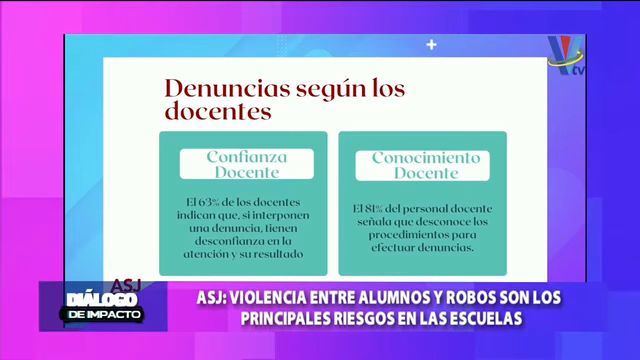 V
tv
Denuncias según los
docentes
Confianza
Docente
El 63% de los docentes
indican que, si interponen
una denuncia, tienen
desconfianza en la
atención y su resultado
Conocimiento
Docente
El 81% del personal docente
señala que desconoce los
procedimientos para
efectuar denuncias.
ASJ
DIÁLOGO
DE IMPACTO
ASJ: VIOLENCIA ENTRE ALUMNOS Y ROBOS SON LOS
PRINCIPALES RIESGOS EN LAS ESCUELAS